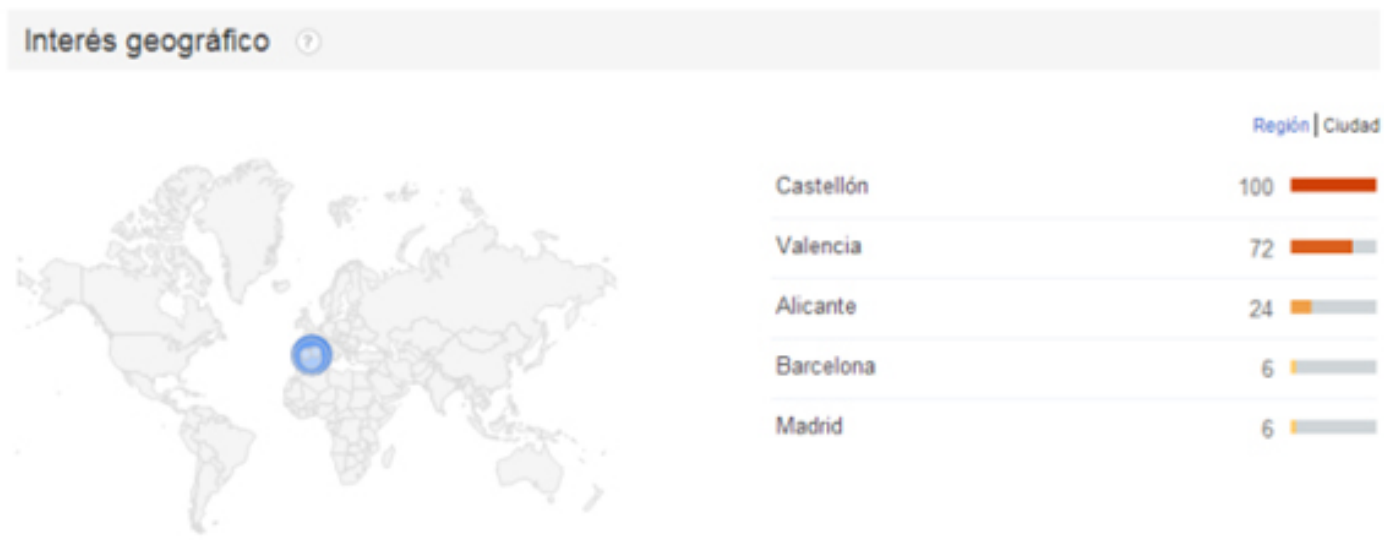 Interés geográfico ?
Región | Ciudad
Castellón 100
Valencia 72
Alicante 24
Barcelona 6
Madrid 6